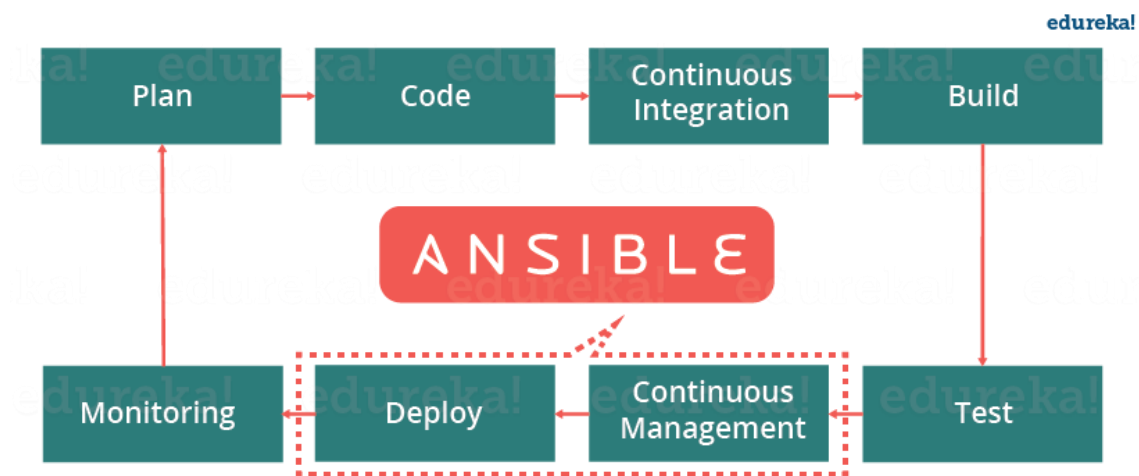 edureka!
Plan
Code
Continuous
Integration
Build
ANSIBLE
Monitoring
Deploy
Continuous
Management
Test